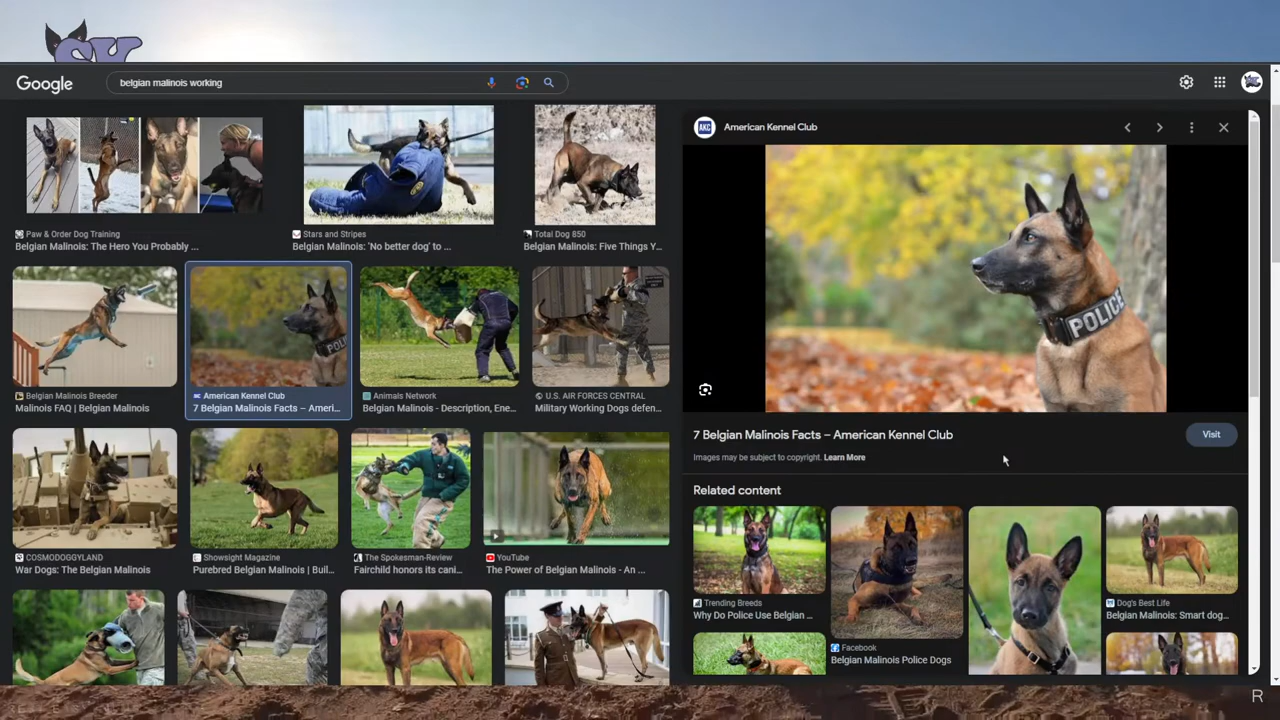 CV
Google
belgian malinois working
Paw & Order Dog Training
Belgian Malinois: The Hero You Probably ...
Stars and Stripes
Belgian Malinois: 'No better dog' to ...
Total Dog 850
Belgian Malinois: Five Things Y...
Belgian Malinois Breeder
Malinois FAQ | Belgian Malinois
American Kennel Club
7 Belgian Malinois Facts – Ameri...
Animals Network
Belgian Malinois - Description, Ene...
U.S. AIR FORCES CENTRAL
Military Working Dogs defen...
COSMODOGGYLAND
War Dogs: The Belgian Malinois
Showsight Magazine
Purebred Belgian Malinois | Buil...
The Spokesman-Review
Fairchild honors its cani...
YouTube
The Power of Belgian Malinois - An ...
AKC
American Kennel Club
POLICE
7 Belgian Malinois Facts – American Kennel Club
Visit
Images may be subject to copyright. Learn More
Related content
Trending Breeds
Why Do Police Use Belgian ...
Facebook
Belgian Malinois Police Dogs
Dog's Best Life
Belgian Malinois: Smart dog...
R